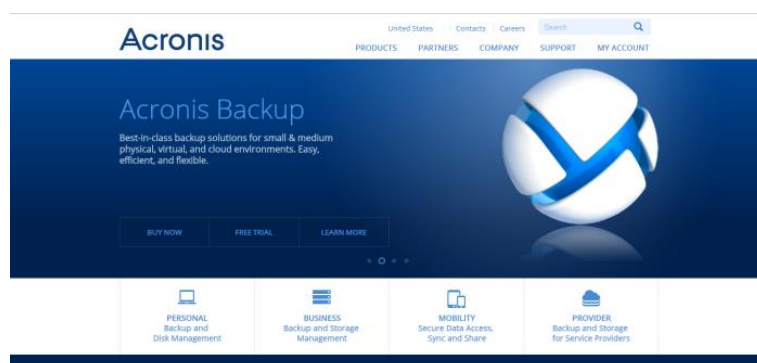 Acronis
United States Contacts Careers Search
PRODUCTS PARTNERS COMPANY SUPPORT MY ACCOUNT
Acronis Backup
Best-in-class backup solutions for small & medium
physical, virtual, and cloud environments. Easy,
efficient, and flexible.
BUY NOW FREE TRIAL LEARN MORE
PERSONAL
Backup and
Disk Management
BUSINESS
Backup and Storage
Management
MOBILITY
Secure Data Access,
Sync and Share
PROVIDER
Backup and Storage
for Service Providers